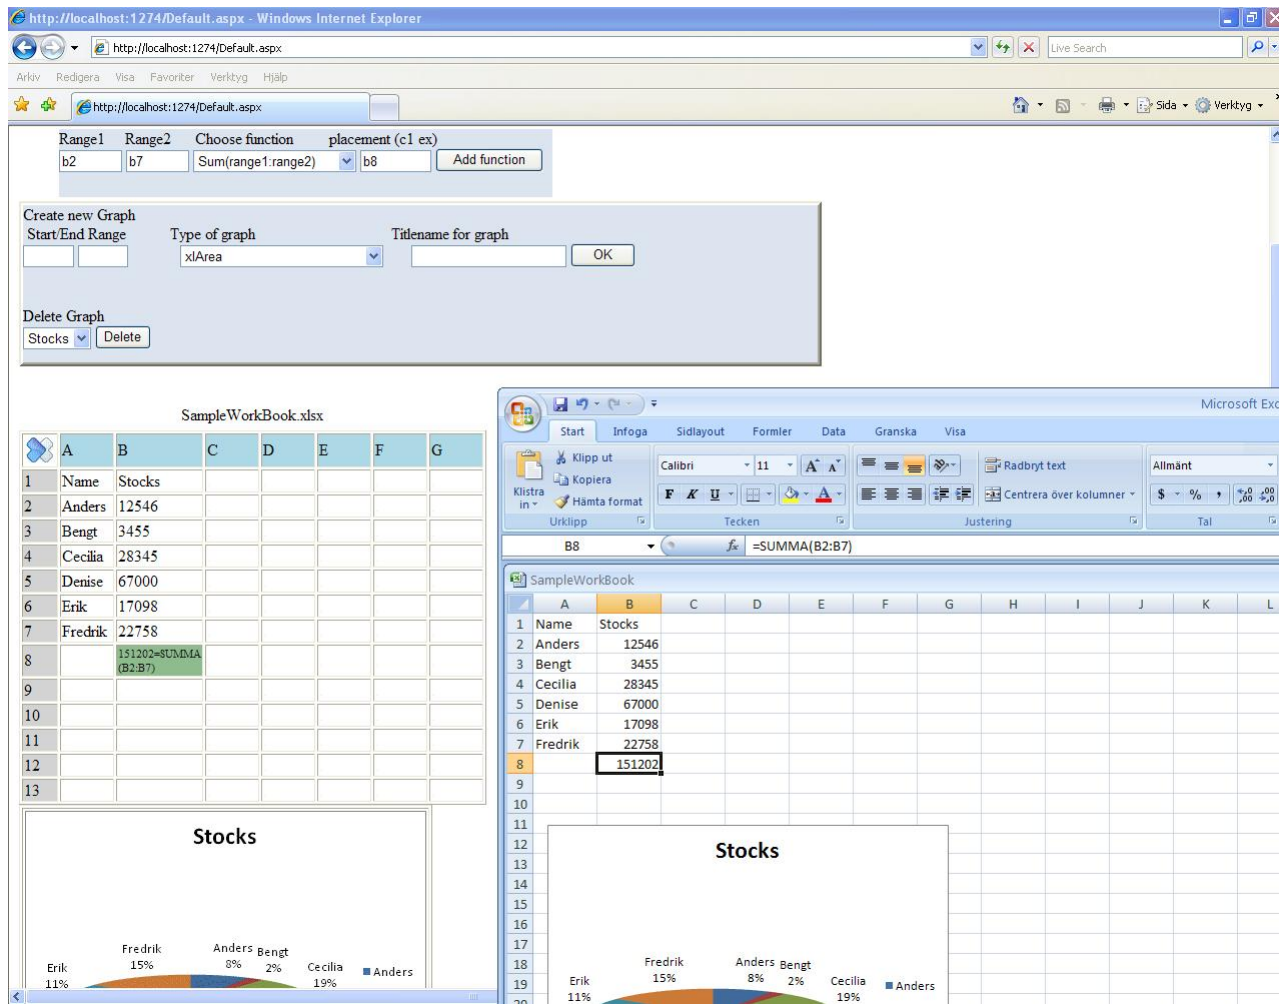 http://localhost:1274/Default.aspx - Windows Internet Explorer
http://localhost:1274/Default.aspx
Live Search
Arkiv Redigera Visa Favoriter Verktyg Hjälp
http://localhost:1274/Default.aspx
Sida Verktyg
Range1 Range2 Choose function placement (c1 ex)
b2 b7 Sum(range1:range2) b8 Add function
Create new Graph
Start/End Range Type of graph Titlename for graph
xlArea OK
Delete Graph
Stocks Delete
SampleWorkBook.xlsx
A B C D E F G
1 Name Stocks
2 Anders 12546
3 Bengt 3455
4 Cecilia 28345
5 Denise 67000
6 Erik 17098
7 Fredrik 22758
8 151202=SUMMA
(B2:B7)
9
10
11
12
13
Stocks
Fredrik
15%
Anders
8%
Bengt
2%
Cecilia
19%
Erik
11%
Anders
Microsoft Exc
Start Infoga Sidlayout Formler Data Granska Visa
Klistra
in
Klipp ut
Kopiera
Hämta format
Urklipp
Calibri 11 A A
F K U A
Tecken
Radbryt text
Centrera över kolumner
Justering
Allmänt
$ % , ,0 ,00 ,00 ,0
Tal
B8 fx =SUMMA(B2:B7)
SampleWorkBook
A B C D E F G H I J K L
1 Name Stocks
2 Anders 12546
3 Bengt 3455
4 Cecilia 28345
5 Denise 67000
6 Erik 17098
7 Fredrik 22758
8 151202
9
10
11
12
13
14
15
16
17
18
19
20
Stocks
Fredrik
15%
Anders
8%
Bengt
2%
Cecilia
19%
Erik
11%
Anders